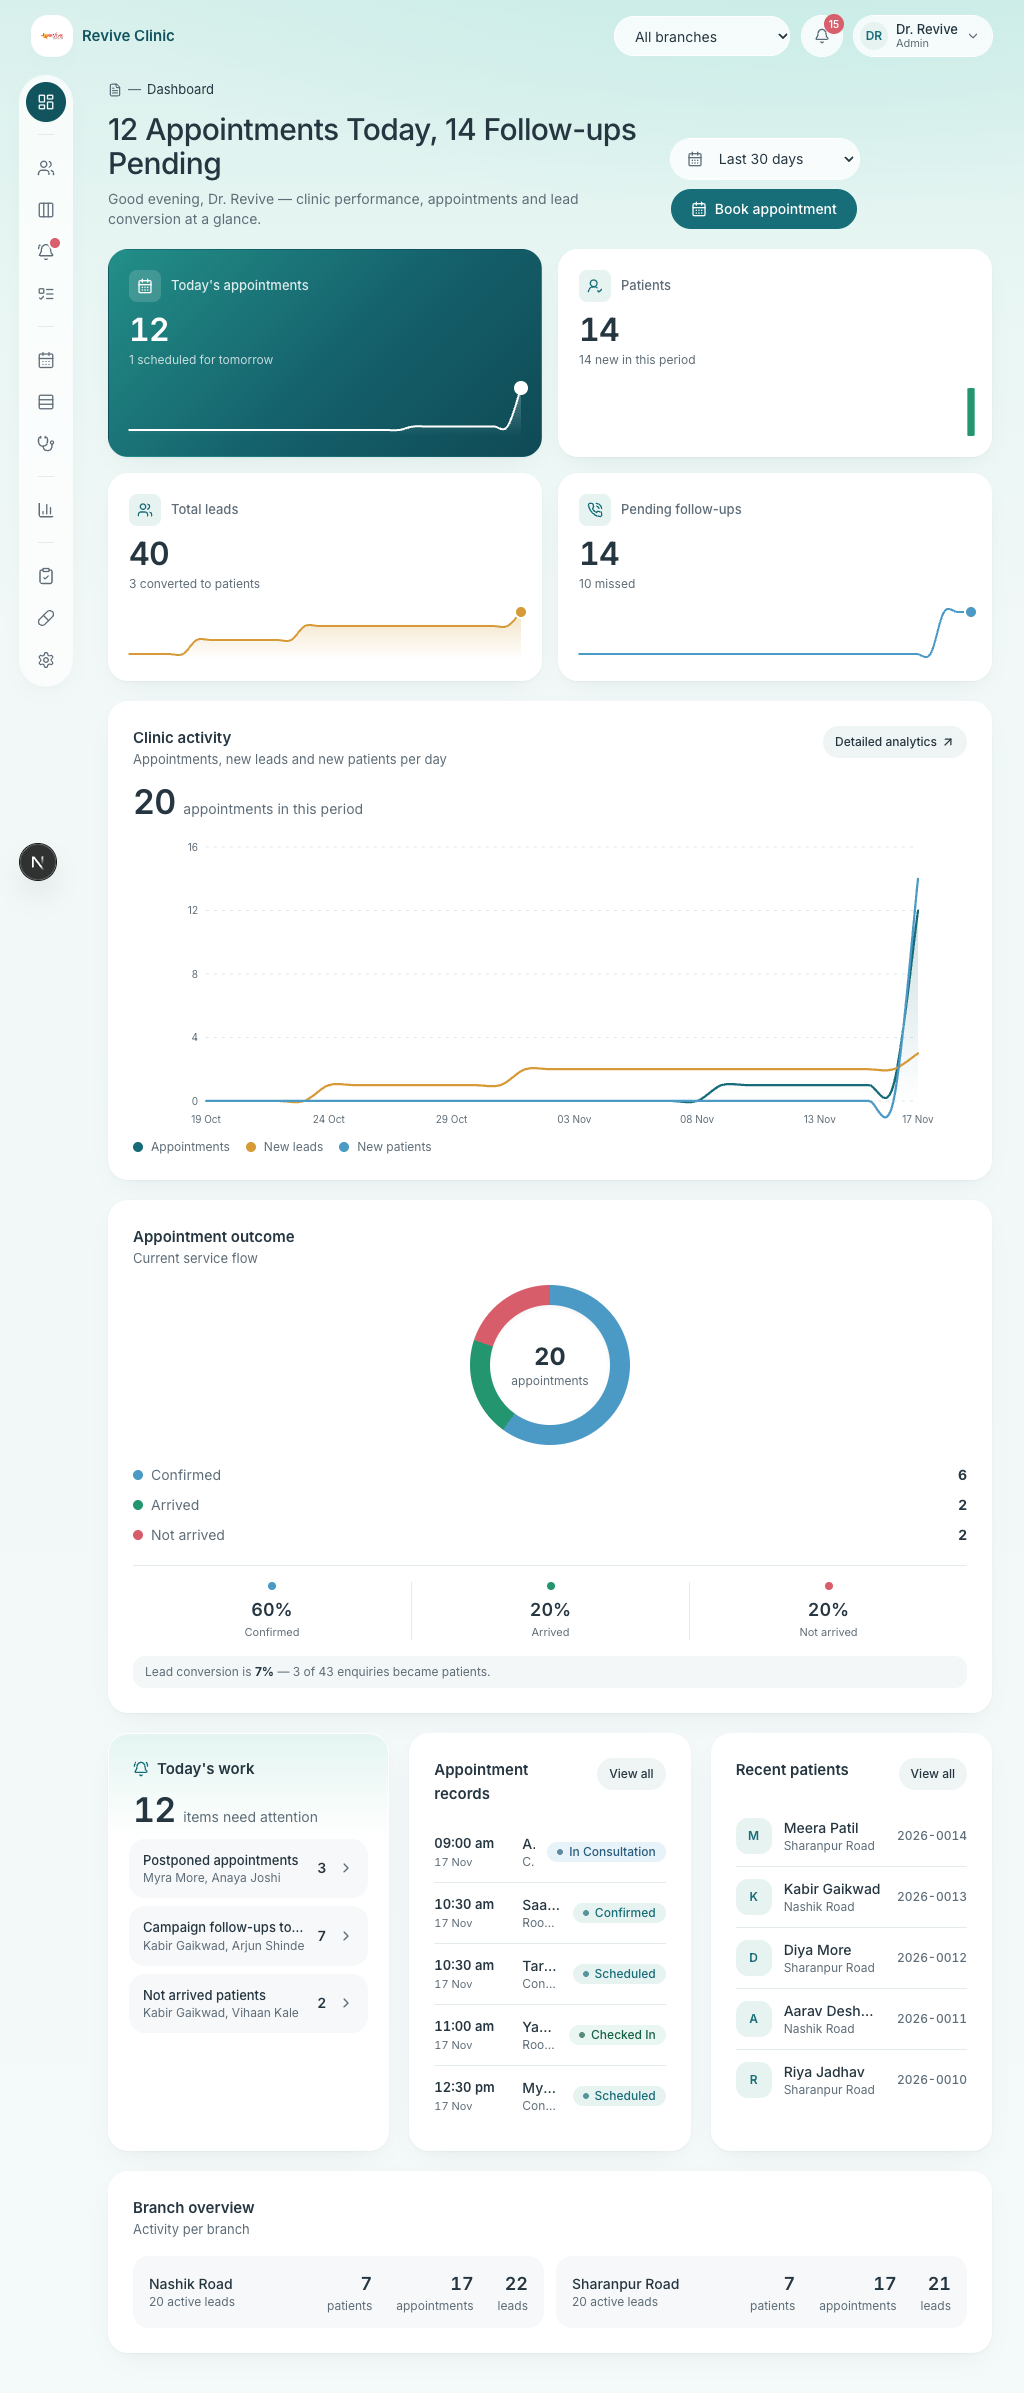 Revive Clinic
All branches
15
DR
Dr. Revive
Admin
— Dashboard
12 Appointments Today, 14 Follow-ups
Pending
Good evening, Dr. Revive — clinic performance, appointments and lead
conversion at a glance.
Last 30 days
Book appointment
Today's appointments
12
1 scheduled for tomorrow
Patients
14
14 new in this period
Total leads
40
3 converted to patients
Pending follow-ups
14
10 missed
Clinic activity
Appointments, new leads and new patients per day
Detailed analytics
20 appointments in this period
16
12
8
4
0
19 Oct
24 Oct
29 Oct
03 Nov
08 Nov
13 Nov
17 Nov
Appointments
New leads
New patients
N
Appointment outcome
Current service flow
20
appointments
Confirmed 6
Arrived 2
Not arrived 2
60%
Confirmed
20%
Arrived
20%
Not arrived
Lead conversion is 7% — 3 of 43 enquiries became patients.
Today's work
12 items need attention
Postponed appointments
Myra More, Anaya Joshi
3
Campaign follow-ups to...
Kabir Gaikwad, Arjun Shinde
7
Not arrived patients
Kabir Gaikwad, Vihaan Kale
2
Appointment
records
View all
09:00 am
17 Nov
A.
C.
In Consultation
10:30 am
17 Nov
Saa...
Roo...
Confirmed
10:30 am
17 Nov
Tar...
Con...
Scheduled
11:00 am
17 Nov
Ya...
Roo...
Checked In
12:30 pm
17 Nov
My...
Con...
Scheduled
Recent patients
View all
M
Meera Patil
Sharanpur Road
2026-0014
K
Kabir Gaikwad
Nashik Road
2026-0013
D
Diya More
Sharanpur Road
2026-0012
A
Aarav Desh...
Nashik Road
2026-0011
R
Riya Jadhav
Sharanpur Road
2026-0010
Branch overview
Activity per branch
Nashik Road
20 active leads
7
patients
17
appointments
22
leads
Sharanpur Road
20 active leads
7
patients
17
appointments
21
leads